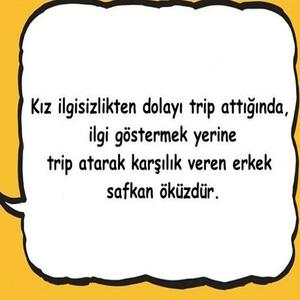 Kız ilgisizlikten dolayı trip attığında,
ilgi göstermek yerine
trip atarak karşılık veren erkek
safkan öküzdür.